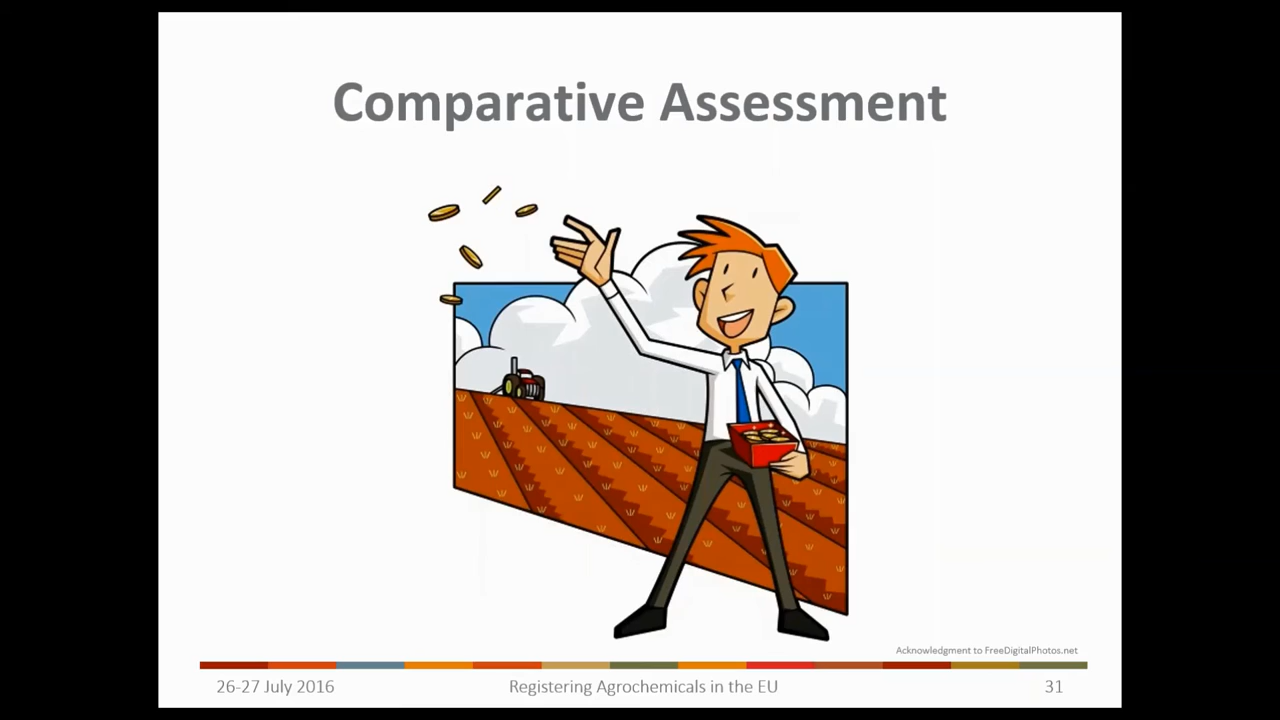 Comparative Assessment
Acknowledgment to FreeDigitalPhotos.net
26-27 July 2016
Registering Agrochemicals in the EU
31